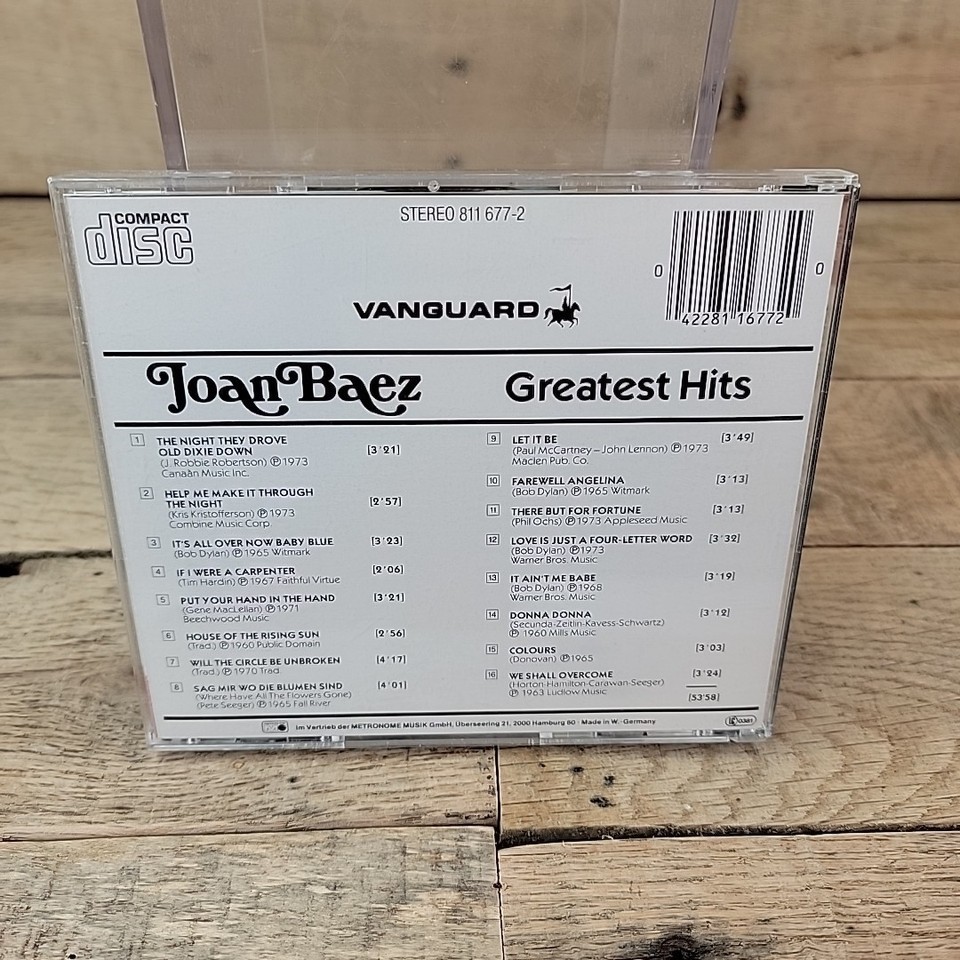 COMPACT
disc
STEREO 811 677-2
0 42281 16772 0
VANGUARD
Joan Baez
Greatest Hits
1 THE NIGHT THEY DROVE
OLD DIXIE DOWN [3'21]
(J. Robbie Robertson) ℗ 1973
Canaän Music Inc.
2 HELP ME MAKE IT THROUGH
THE NIGHT [2'57]
(Kris Kristofferson) ℗ 1973
Combine Music Corp.
3 IT'S ALL OVER NOW BABY BLUE [3'23]
(Bob Dylan) ℗ 1965 Witmark
4 IF I WERE A CARPENTER [2'06]
(Tim Hardin) ℗ 1967 Faithful Virtue
5 PUT YOUR HAND IN THE HAND [3'21]
(Gene MacLellan) ℗ 1971
Beechwood Music
6 HOUSE OF THE RISING SUN [2'56]
(Trad.) ℗ 1960 Public Domain
7 WILL THE CIRCLE BE UNBROKEN [4'17]
(Trad.) ℗ 1970 Trad.
8 SAG MIR WO DIE BLUMEN SIND [4'01]
(Where Have All The Flowers Gone)
(Pete Seeger) ℗ 1965 Fall River
9 LET IT BE [3'49]
(Paul McCartney – John Lennon) ℗ 1973
Maclen Pub. Co.
10 FAREWELL ANGELINA [3'13]
(Bob Dylan) ℗ 1965 Witmark
11 THERE BUT FOR FORTUNE [3'13]
(Phil Ochs) ℗ 1973 Appleseed Music
12 LOVE IS JUST A FOUR-LETTER WORD [3'32]
(Bob Dylan) ℗ 1973
Warner Bros. Music
13 IT AIN'T ME BABE [3'19]
(Bob Dylan) ℗ 1968
Warner Bros. Music
14 DONNA DONNA [3'12]
(Secunda-Zeitlin-Kavess-Schwartz)
℗ 1960 Mills Music
15 COLOURS [3'03]
(Donovan) ℗ 1965
16 WE SHALL OVERCOME [3'24]
(Horton-Hamilton-Carawan-Seeger)
℗ 1963 Ludlow Music
[53'58]
Im Vertrieb der METRONOME MUSIK GmbH, Überseering 21, 2000 Hamburg 60 Made in W.-Germany